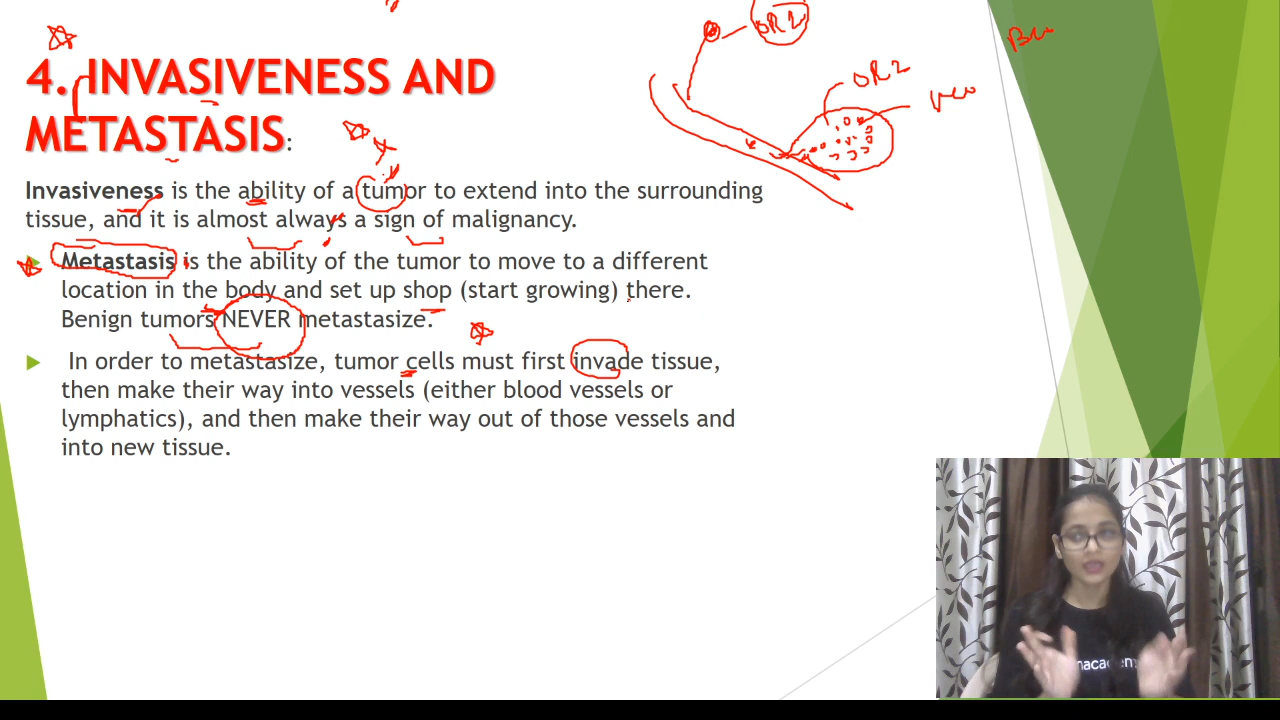 4. INVASIVENESS AND
METASTASIS:
Invasiveness is the ability of a tumor to extend into the surrounding
tissue, and it is almost always a sign of malignancy.
Metastasis is the ability of the tumor to move to a different
location in the body and set up shop (start growing) there.
Benign tumors NEVER metastasize.
In order to metastasize, tumor cells must first invade tissue,
then make their way into vessels (either blood vessels or
lymphatics), and then make their way out of those vessels and
into new tissue.
OR2